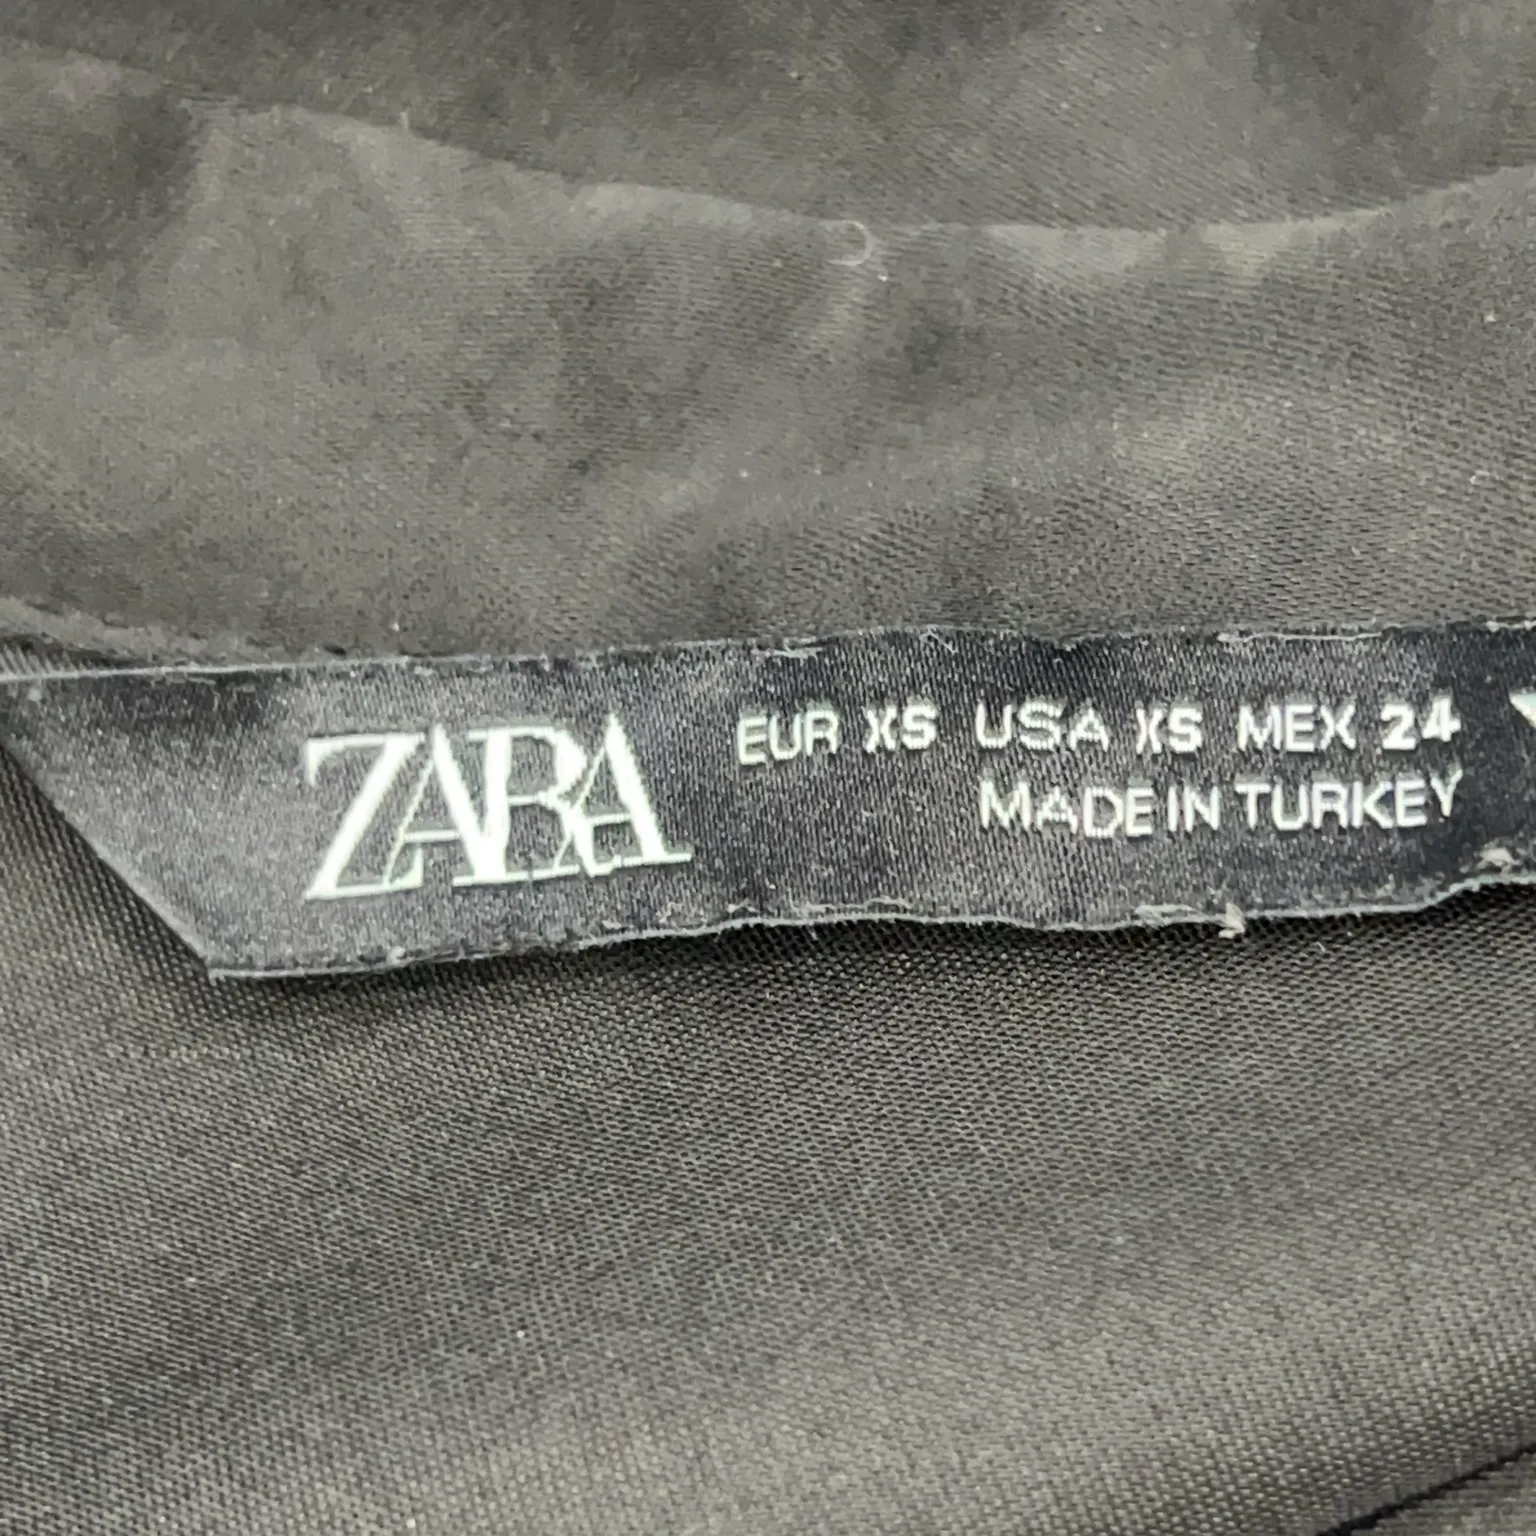 ZARA
EUR XS USA XS MEX 24
MADE IN TURKEY